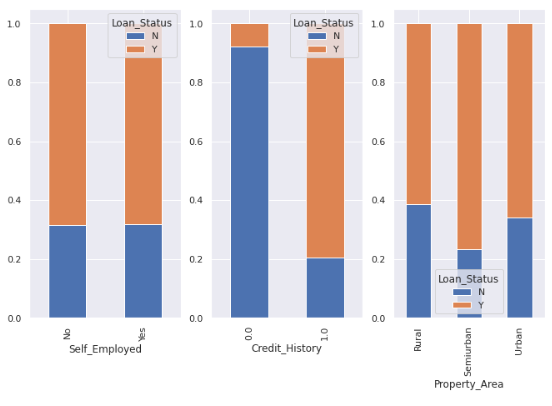 Loan_Status
N
Y
1.0
0.8
0.6
0.4
0.2
0.0
No
Yes
Self_Employed
Loan_Status
N
Y
1.0
0.8
0.6
0.4
0.2
0.0
0.0
1.0
Credit_History
1.0
0.8
0.6
0.4
0.2
0.0
Loan_Status
N
Y
Rural
Semiurban
Urban
Property_Area